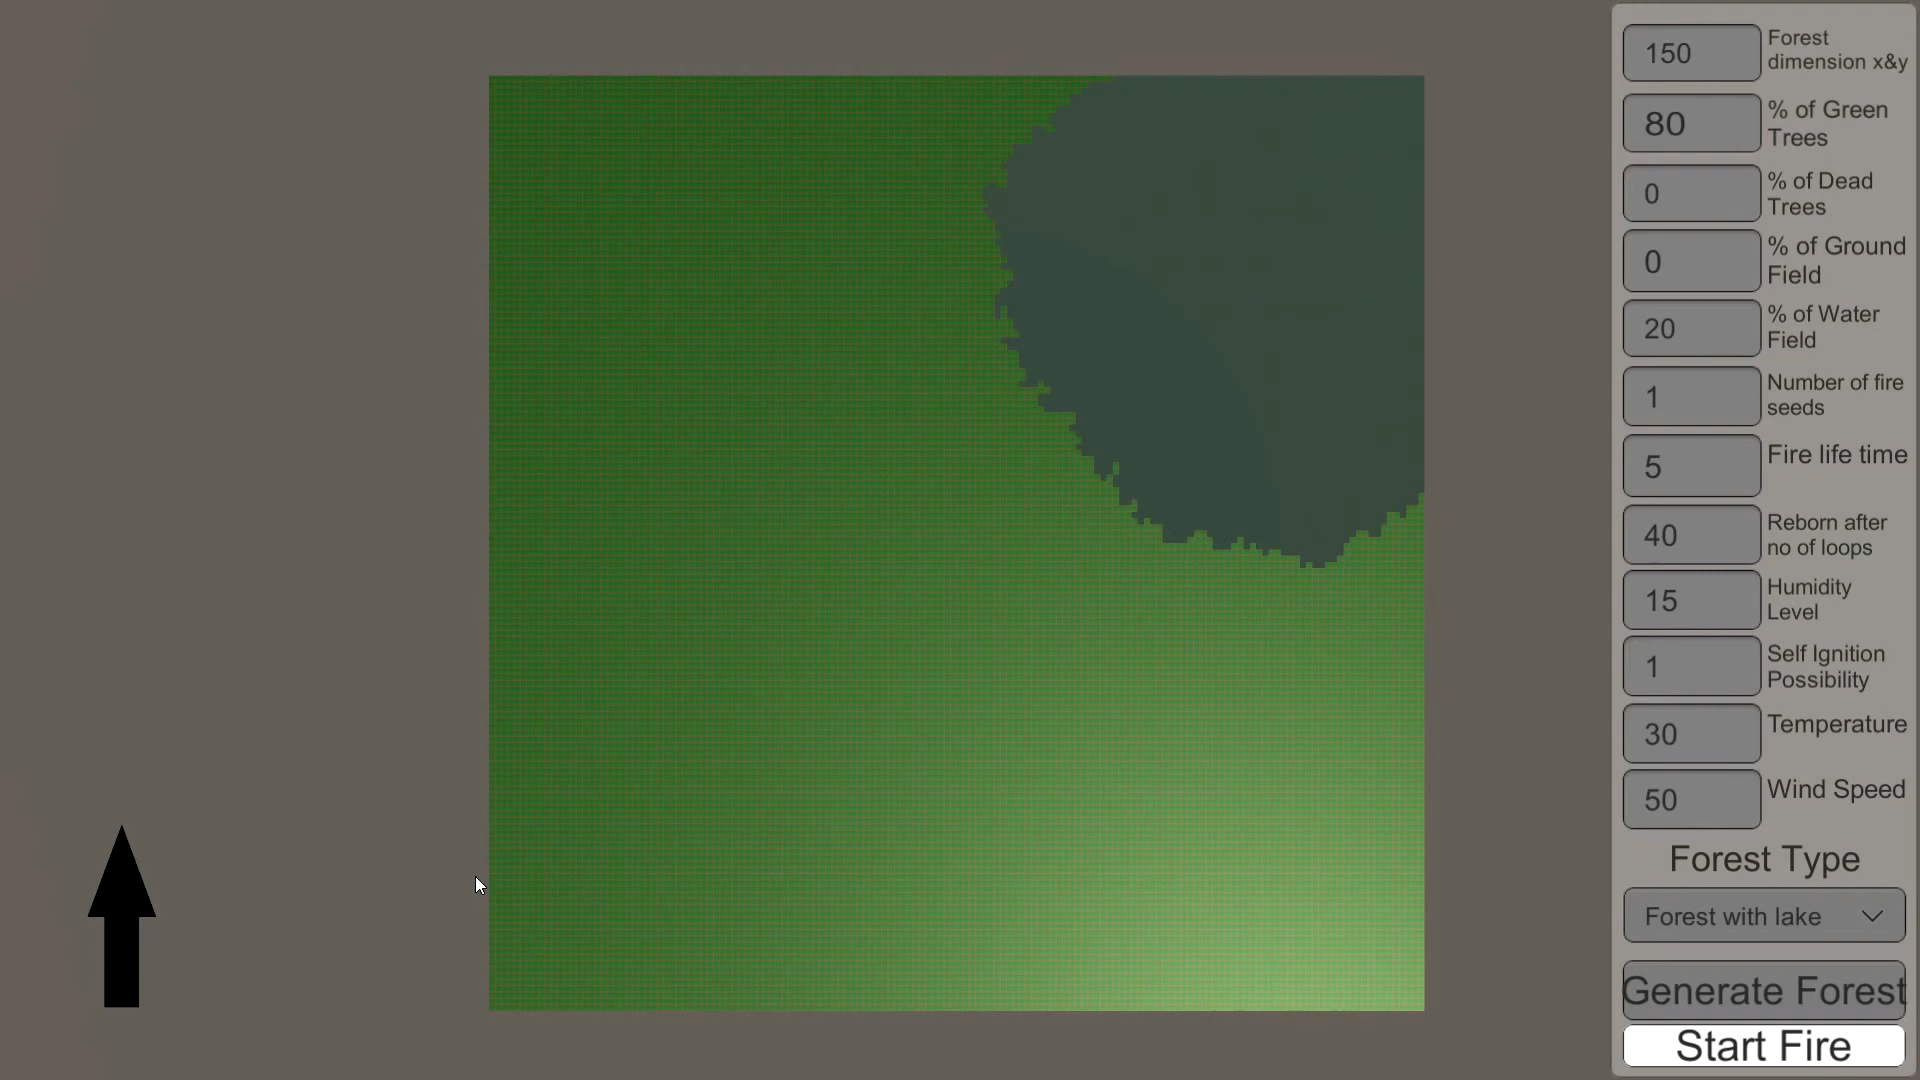 150
Forest
dimension x&y
80
% of Green
Trees
0
% of Dead
Trees
0
% of Ground
Field
20
% of Water
Field
1
Number of fire
seeds
5
Fire life time
40
Reborn after
no of loops
15
Humidity
Level
1
Self Ignition
Possibility
30
Temperature
50
Wind Speed
Forest Type
Forest with lake
Generate Forest
Start Fire